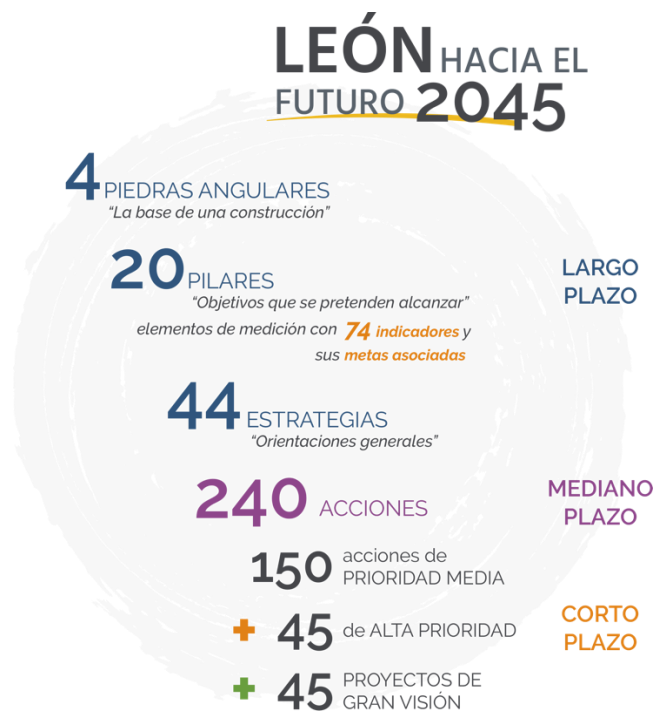 LEÓN HACIA EL
FUTURO 2045
4 PIEDRAS ANGULARES
“La base de una construcción”
20 PILARES
“Objetivos que se pretenden alcanzar”
elementos de medición con 74 indicadores y
sus metas asociadas
LARGO
PLAZO
44 ESTRATEGIAS
“Orientaciones generales”
240 ACCIONES
MEDIANO
PLAZO
150 acciones de
PRIORIDAD MEDIA
+ 45 de ALTA PRIORIDAD
CORTO
PLAZO
+ 45 PROYECTOS DE
GRAN VISIÓN